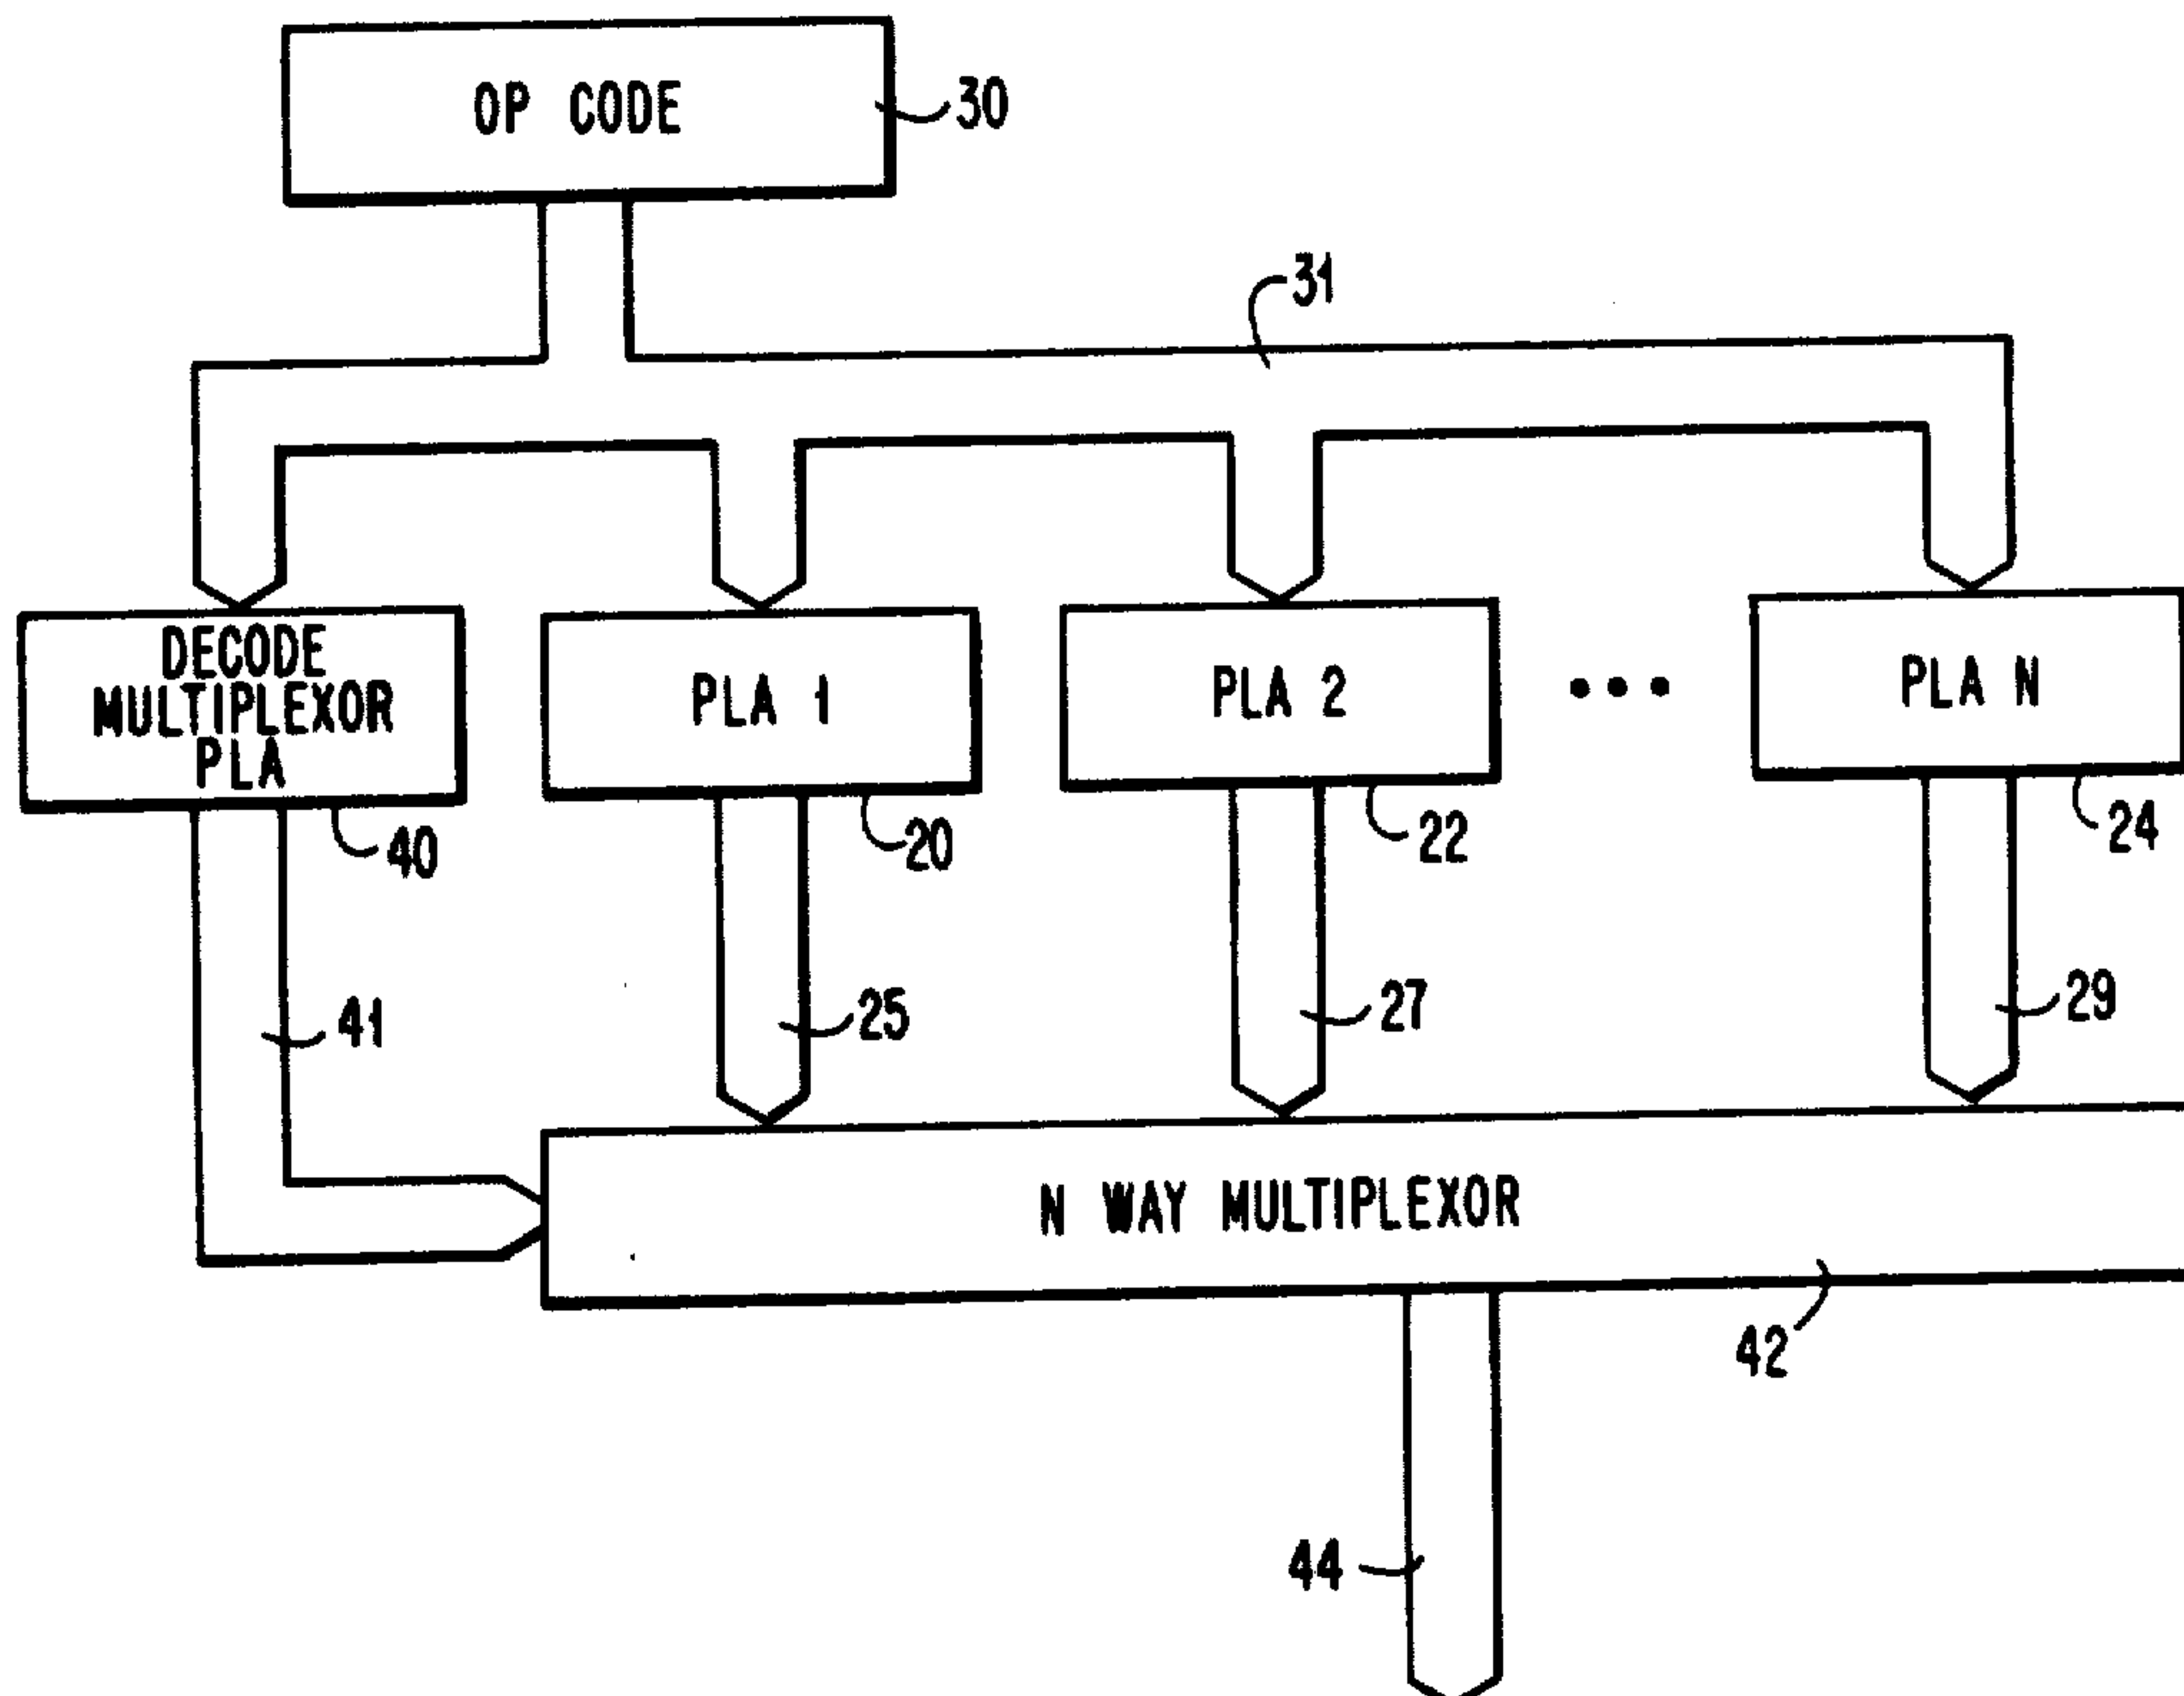 OP CODE
30
31
DECODE
MULTIPLEXOR
PLA
PLA 1
PLA 2
PLA N
40
20
22
24
41
25
27
29
N WAY MULTIPLEXOR
42
44